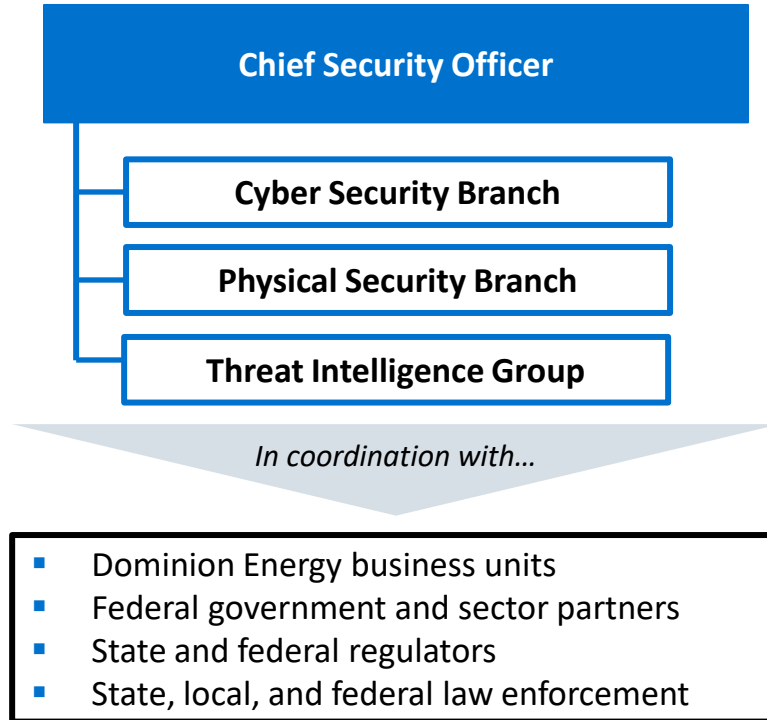 Chief Security Officer
Cyber Security Branch
Physical Security Branch
Threat Intelligence Group
In coordination with…
▪ Dominion Energy business units
▪ Federal government and sector partners
▪ State and federal regulators
▪ State, local, and federal law enforcement